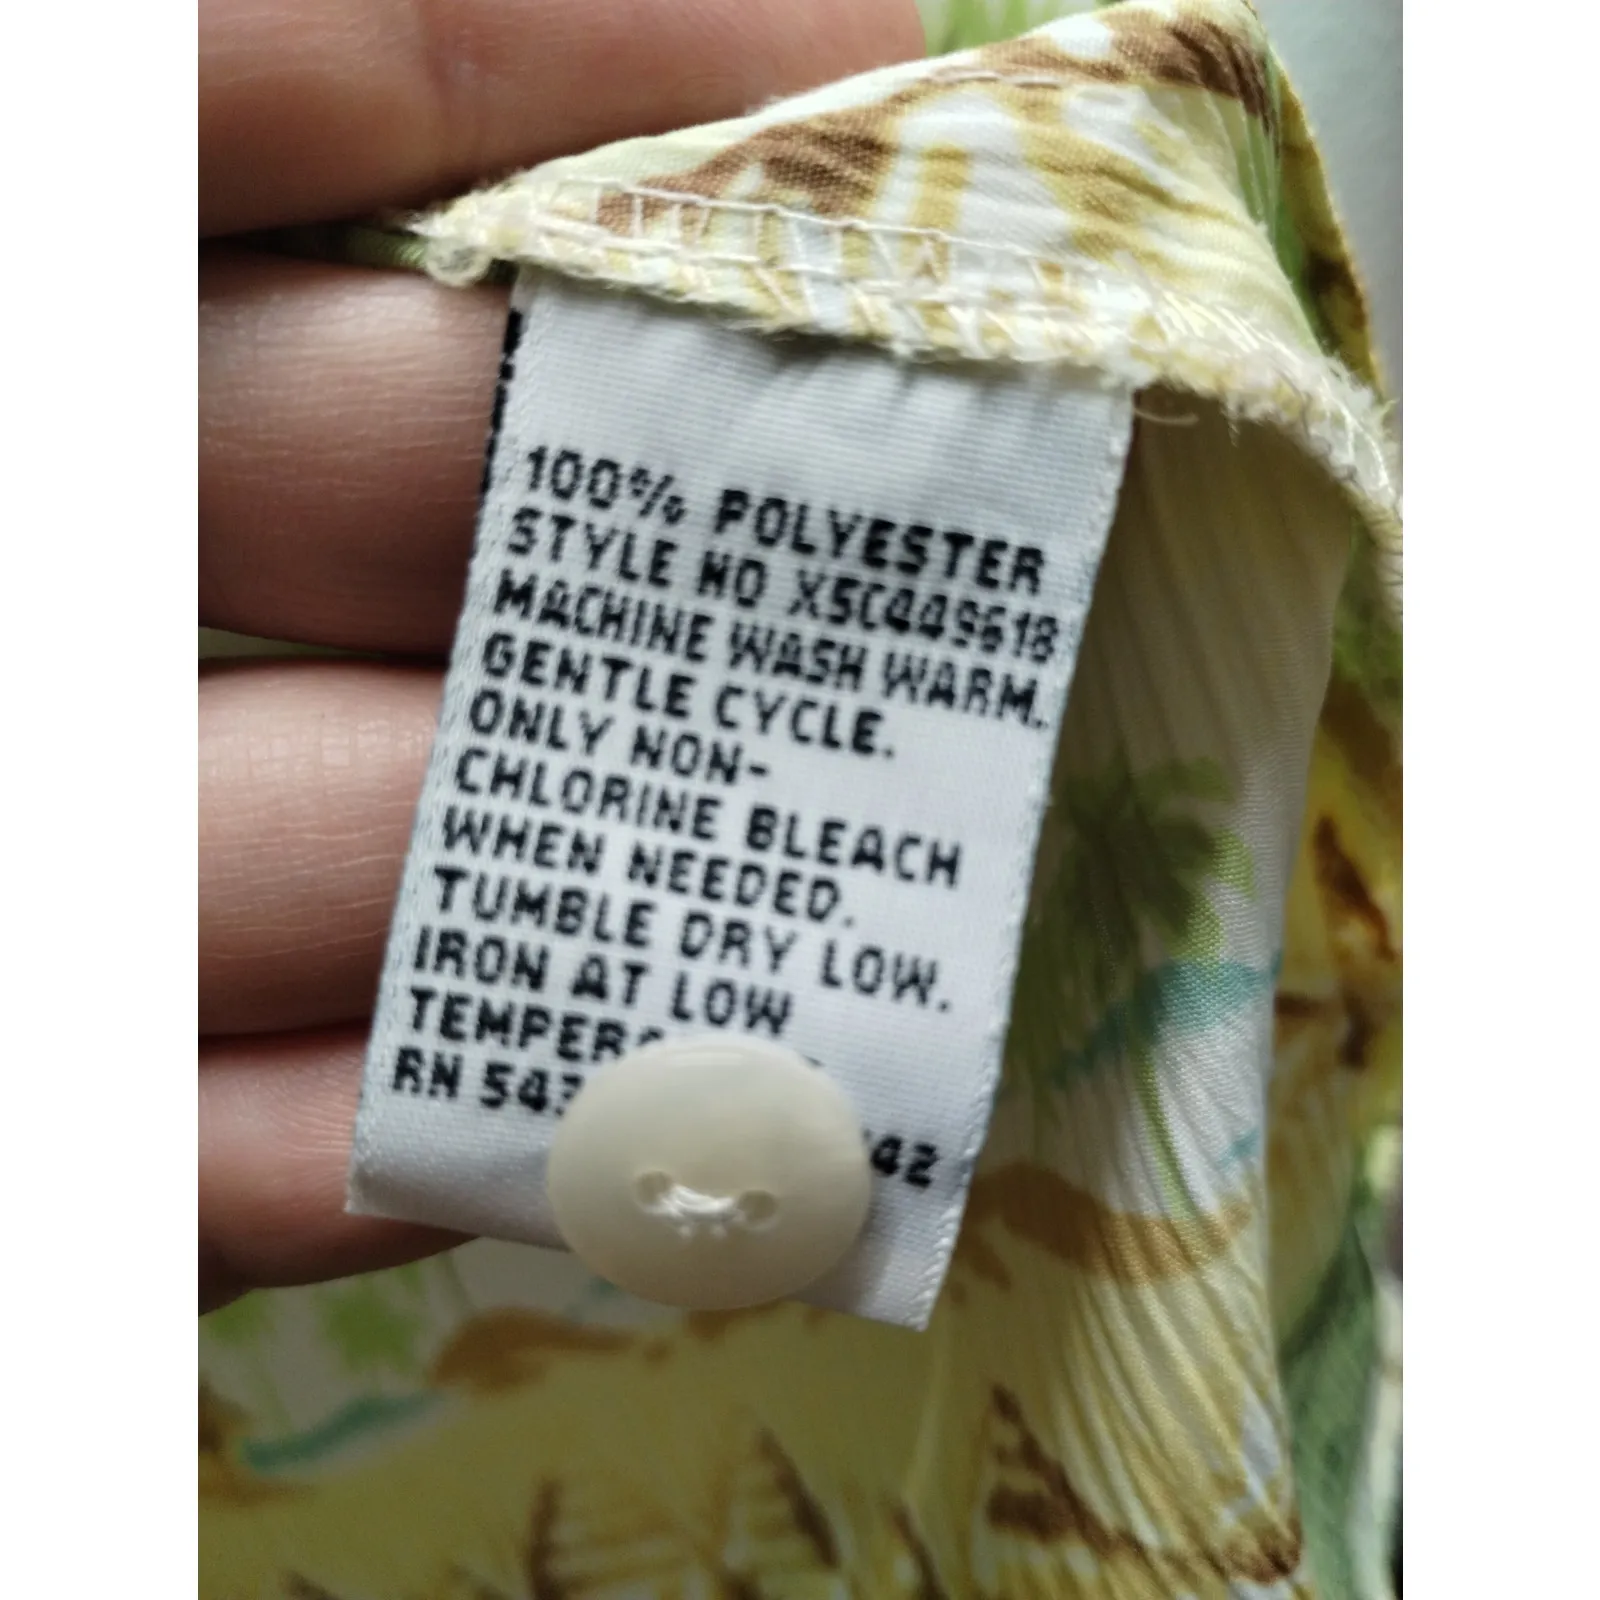 100% POLYESTER
STYLE NO X5C449618
MACHINE WASH WARM.
GENTLE CYCLE.
ONLY NON-
CHLORINE BLEACH
WHEN NEEDED.
TUMBLE DRY LOW.
IRON AT LOW
RN